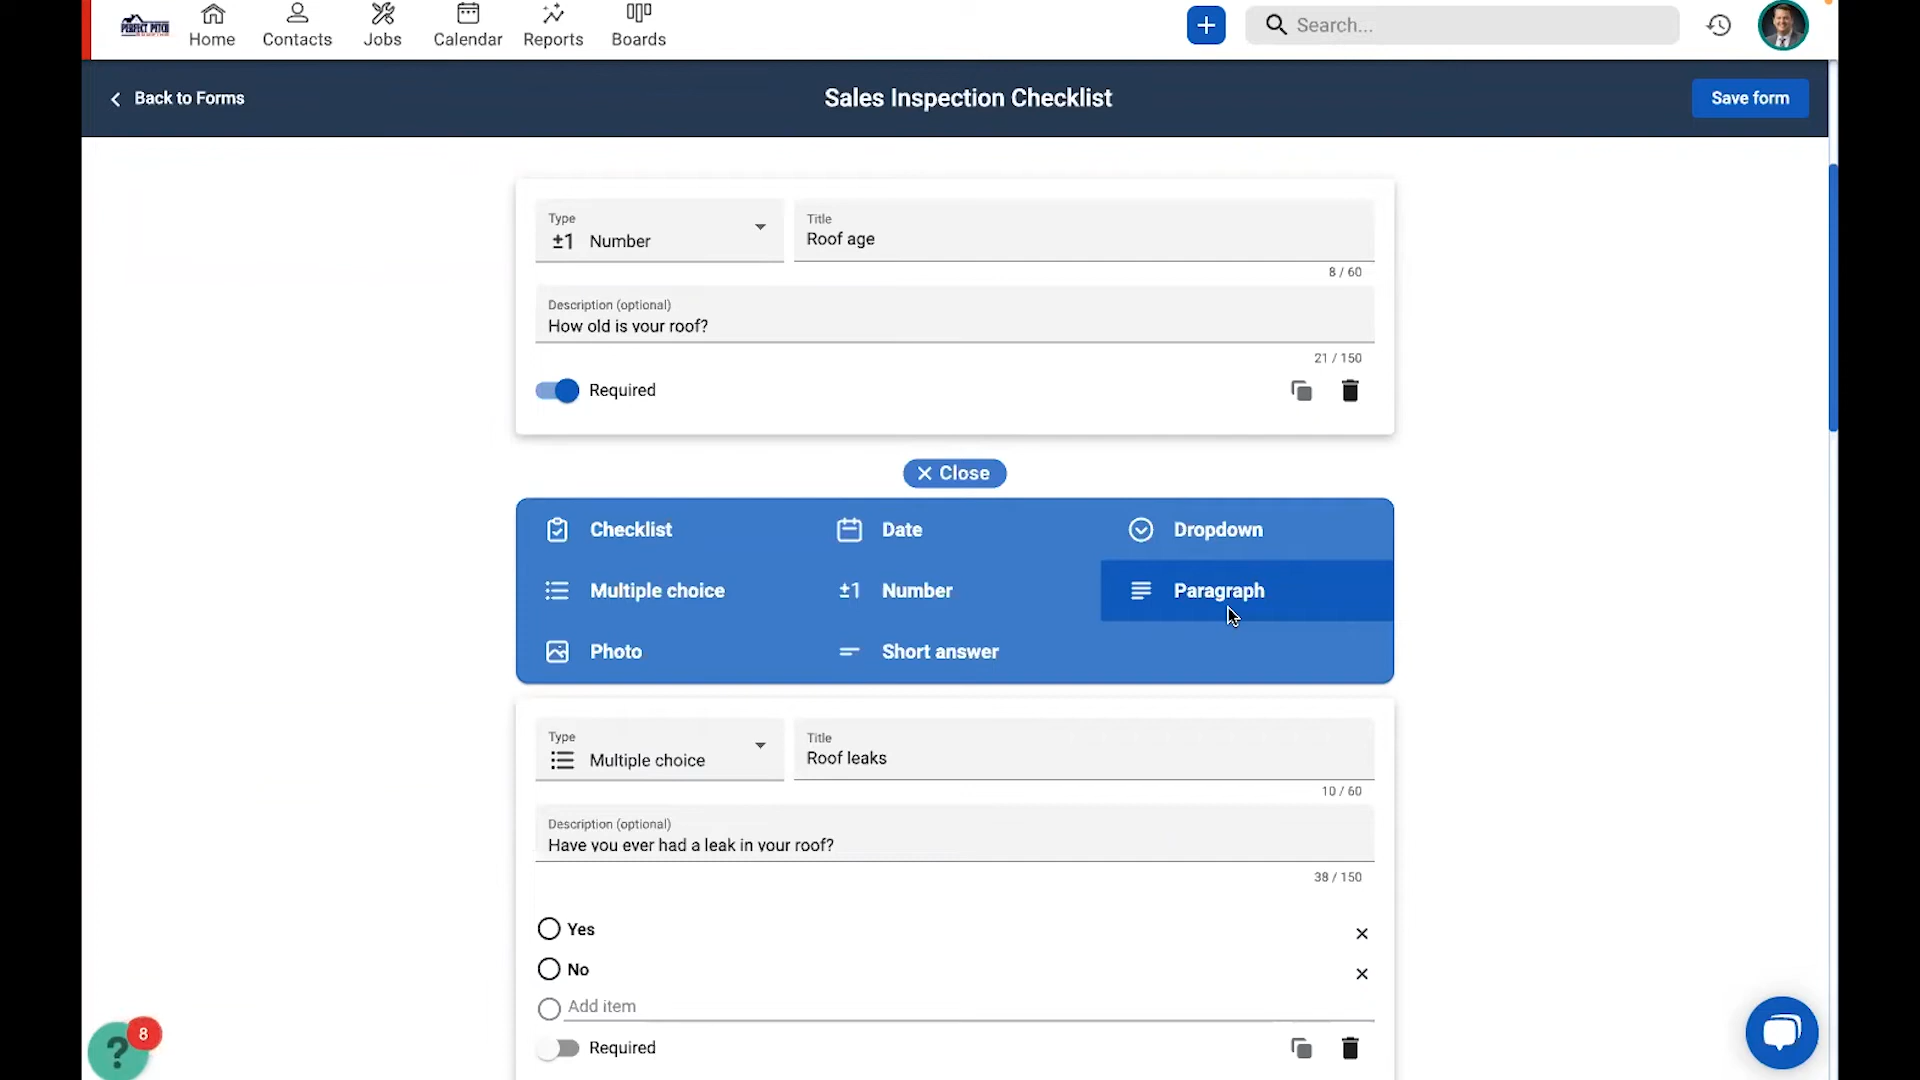 PERFECT PITCH
Home
Contacts
Jobs
Calendar
Reports
Boards
Search...
Back to Forms
Sales Inspection Checklist
Save form
Type
±1 Number
Title
Roof age
8 / 60
Description (optional)
How old is your roof?
21 / 150
Required
Close
Checklist
Date
Dropdown
Multiple choice
±1 Number
Paragraph
Photo
Short answer
Type
Multiple choice
Title
Roof leaks
10 / 60
Description (optional)
Have you ever had a leak in your roof?
38 / 150
Yes
No
Add item
Required
8
?